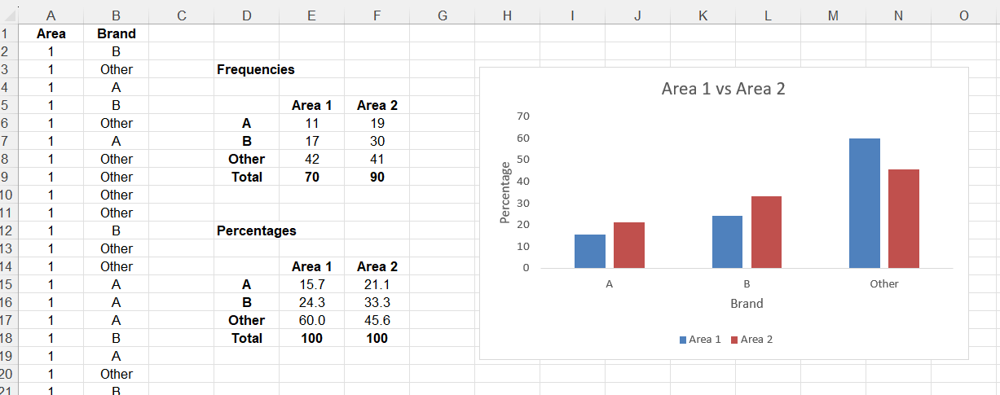 A B C D E F G H I J K L M N O
1 Area Brand
2 1 B
3 1 Other Frequencies
4 1 A
5 1 B Area 1 Area 2
6 1 Other A 11 19
7 1 A B 17 30
8 1 Other Other 42 41
9 1 Other Total 70 90
10 1 Other
11 1 Other
12 1 B Percentages
13 1 Other
14 1 Other Area 1 Area 2
15 1 A A 15.7 21.1
16 1 A B 24.3 33.3
17 1 A Other 60.0 45.6
18 1 B Total 100 100
19 1 A
20 1 Other
21 1 B
Area 1 vs Area 2
Percentage
70
60
50
40
30
20
10
0
A B Other
Brand
Area 1 Area 2